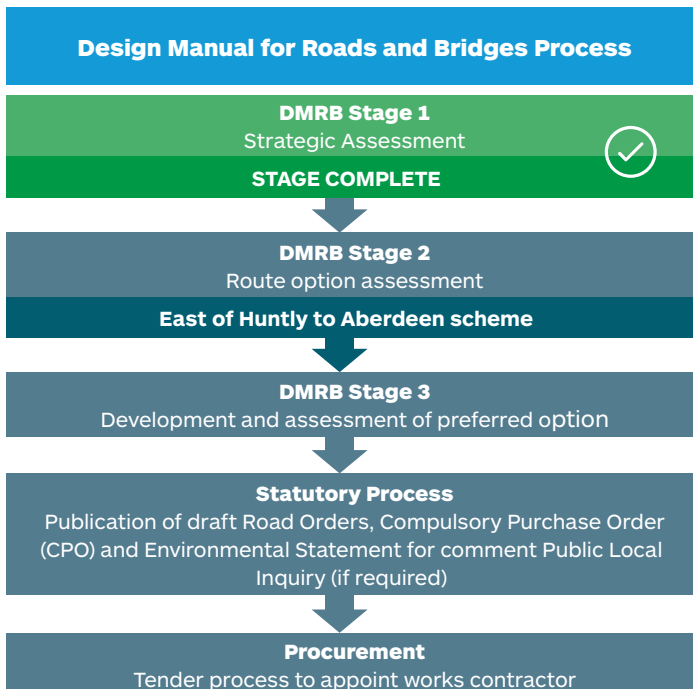 Design Manual for Roads and Bridges Process
DMRB Stage 1
Strategic Assessment
STAGE COMPLETE
DMRB Stage 2
Route option assessment
East of Huntly to Aberdeen scheme
DMRB Stage 3
Development and assessment of preferred option
Statutory Process
Publication of draft Road Orders, Compulsory Purchase Order
(CPO) and Environmental Statement for comment Public Local
Inquiry (if required)
Procurement
Tender process to appoint works contractor